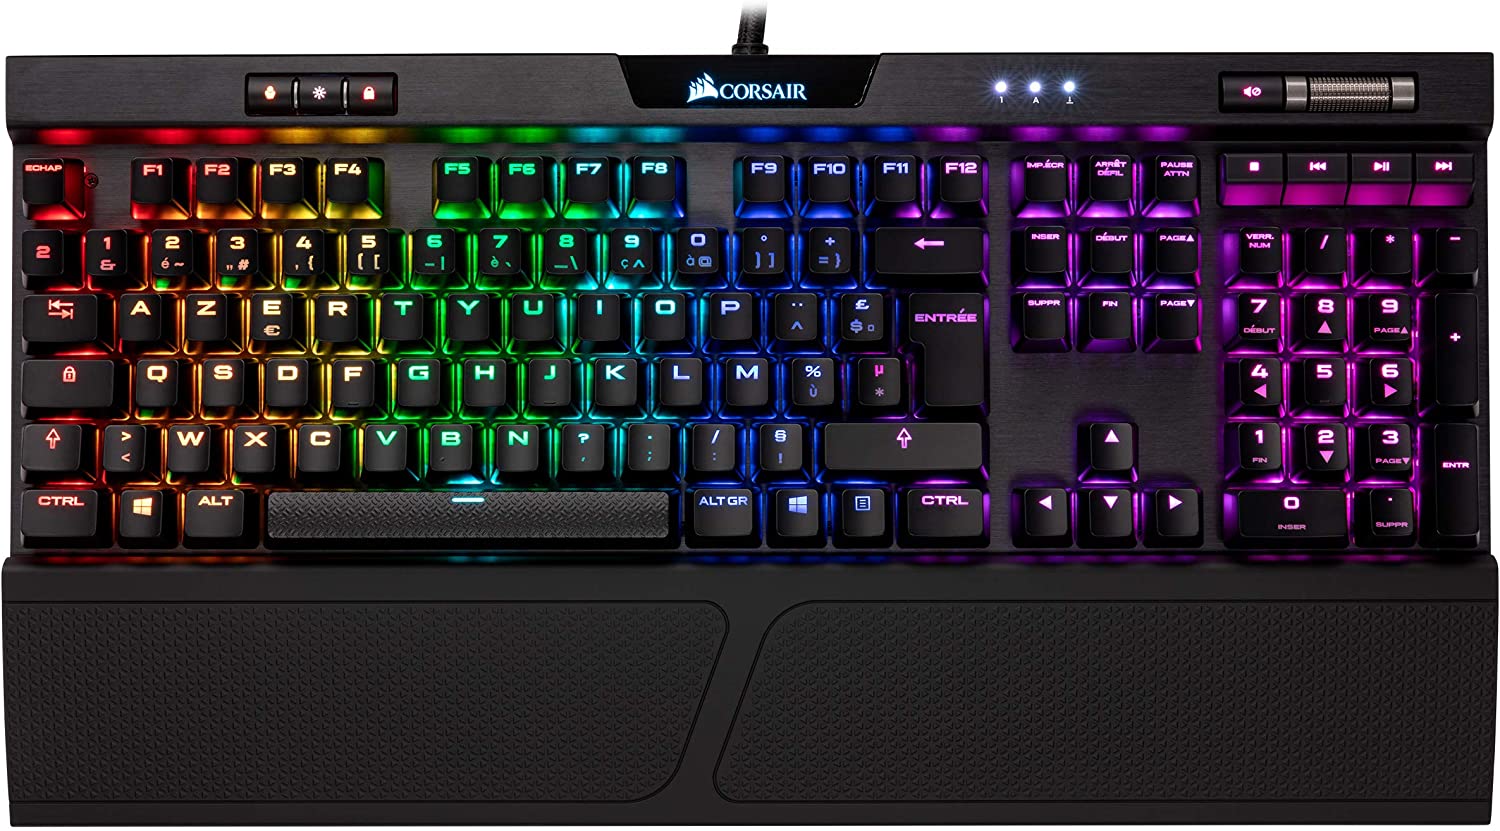 CORSAIR
1 A
ECHAP F1 F2 F3 F4 F5 F6 F7 F8 F9 F10 F11 F12 IMP.ÉCR ARRÊT DÉFIL PAUSE ATTN
2 1 & 2 é ~ 3 " # 4 ' { 5 ( [ 6 - | 7 è ` 8 _ \ 9 ç ^ 0 à @ ° ) ] + = } INSER DÉBUT PAGE▲ VERR. NUM / * -
A Z E € R T Y U I O P ¨ ^ £ $ ¤ ENTRÉE SUPPR FIN PAGE▼ 7 DÉBUT 8 ▲ 9 PAGE▲ +
Q S D F G H J K L M % ù µ * 4 ◀ 5 6 ▶
> < W X C V B N ? , . ; / : § ! ▲ 1 FIN 2 ▼ 3 PAGE▼ ENTR
CTRL ALT ALT GR CTRL ◀ ▼ ▶ 0 INSER . SUPPR